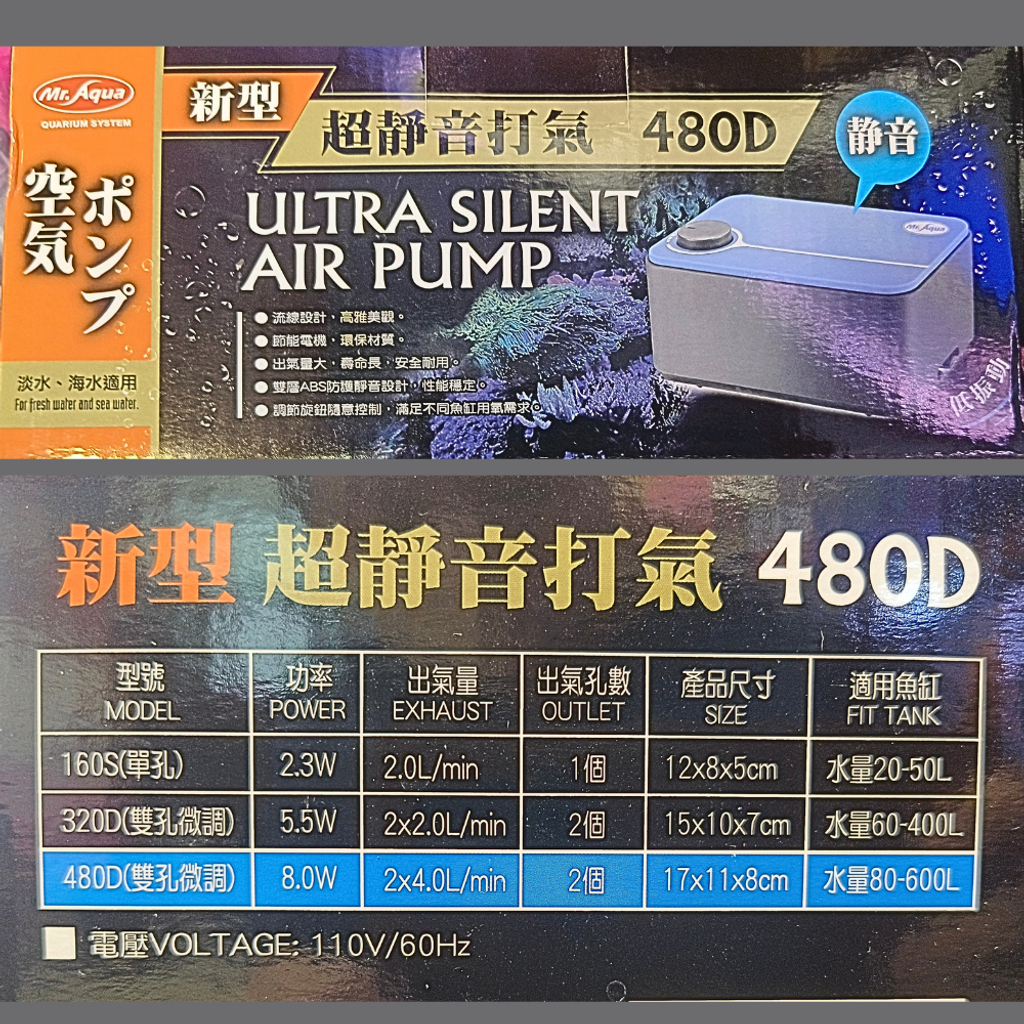 Mr. Aqua
QUARIUM SYSTEM
空気
ポンプ
淡水、海水適用
For fresh water and sea water.
新型
超靜音打氣 480D
静音
ULTRA SILENT
AIR PUMP
Mr. Aqua
●流線設計，高雅美觀。
●節能電機，環保材質。
●出氣量大，壽命長，安全耐用。
●雙層ABS防護靜音設計，性能穩定。
●調節旋鈕隨意控制，滿足不同魚缸用氧需求。
低振動
新型 超靜音打氣 480D
型號 功率 出氣量 出氣孔數 產品尺寸 適用魚缸
MODEL POWER EXHAUST OUTLET SIZE FIT TANK
160S(單孔) 2.3W 2.0L/min 1個 12x8x5cm 水量20-50L
320D(雙孔微調) 5.5W 2x2.0L/min 2個 15x10x7cm 水量60-400L
480D(雙孔微調) 8.0W 2x4.0L/min 2個 17x11x8cm 水量80-600L
電壓VOLTAGE: 110V/60Hz